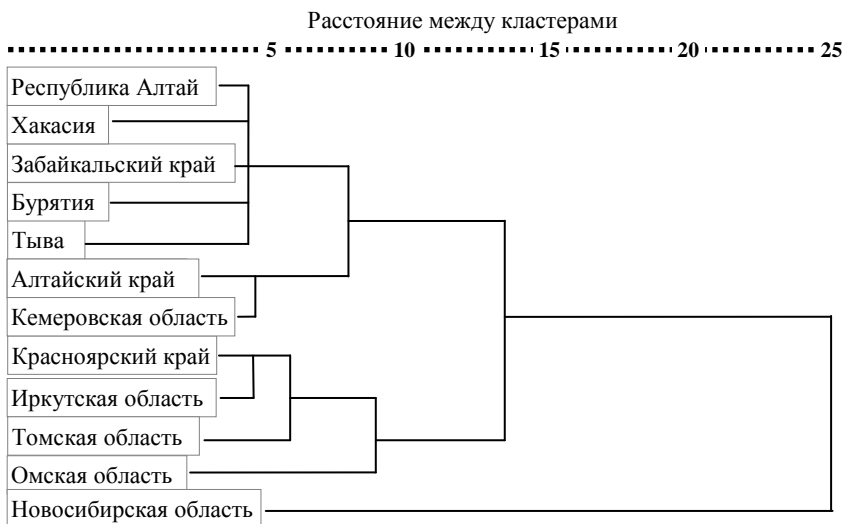 Расстояние между кластерами
5 10 15 20 25
Республика Алтай
Хакасия
Забайкальский край
Бурятия
Тыва
Алтайский край
Кемеровская область
Красноярский край
Иркутская область
Томская область
Омская область
Новосибирская область